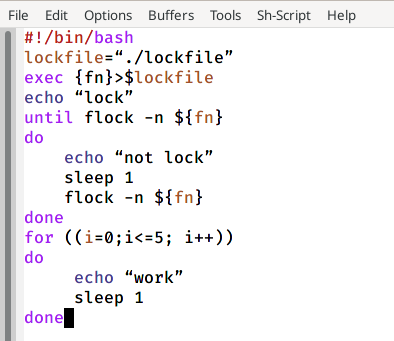 File Edit Options Buffers Tools Sh-Script Help
#!/bin/bash
lockfile=“./lockfile”
exec {fn}>$lockfile
echo “lock”
until flock -n ${fn}
do
    echo “not lock”
    sleep 1
    flock -n ${fn}
done
for ((i=0;i<=5; i++))
do
     echo “work”
     sleep 1
done